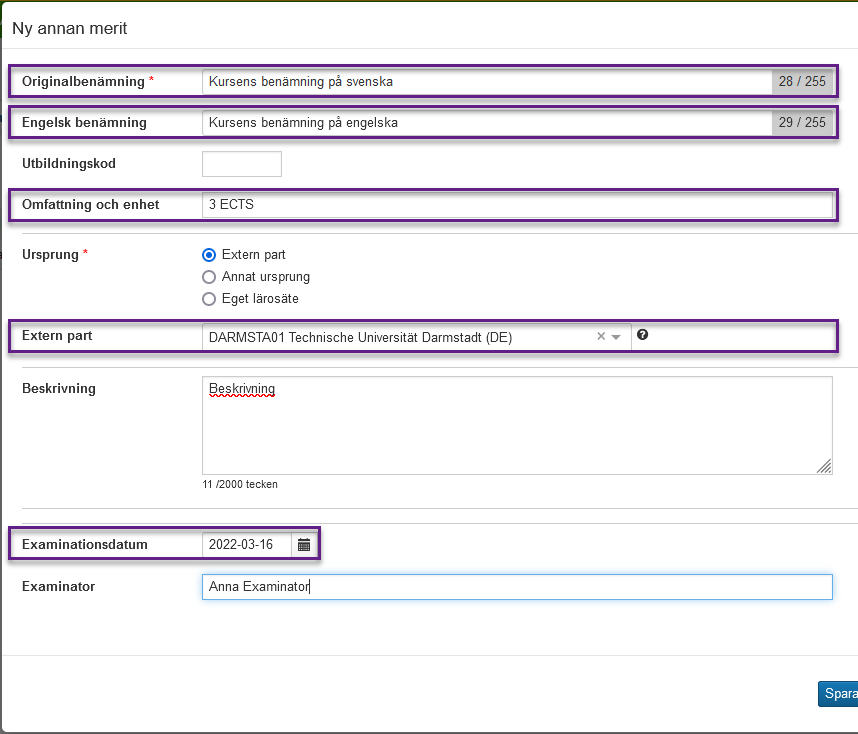 Ny annan merit
Originalbenämning * Kursens benämning på svenska 28 / 255
Engelsk benämning Kursens benämning på engelska 29 / 255
Utbildningskod
Omfattning och enhet 3 ECTS
Ursprung * Extern part
Annat ursprung
Eget lärosäte
Extern part DARMSTA01 Technische Universität Darmstadt (DE)
Beskrivning Beskrivning
11 /2000 tecken
Examinationsdatum 2022-03-16
Examinator Anna Examinator
Spara